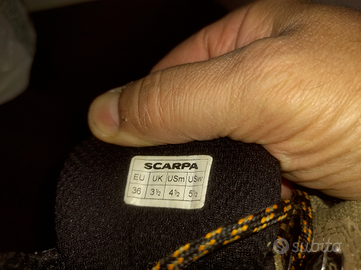 SCARPA
EU UK USm USw
36 3½ 4½ 5½
subito